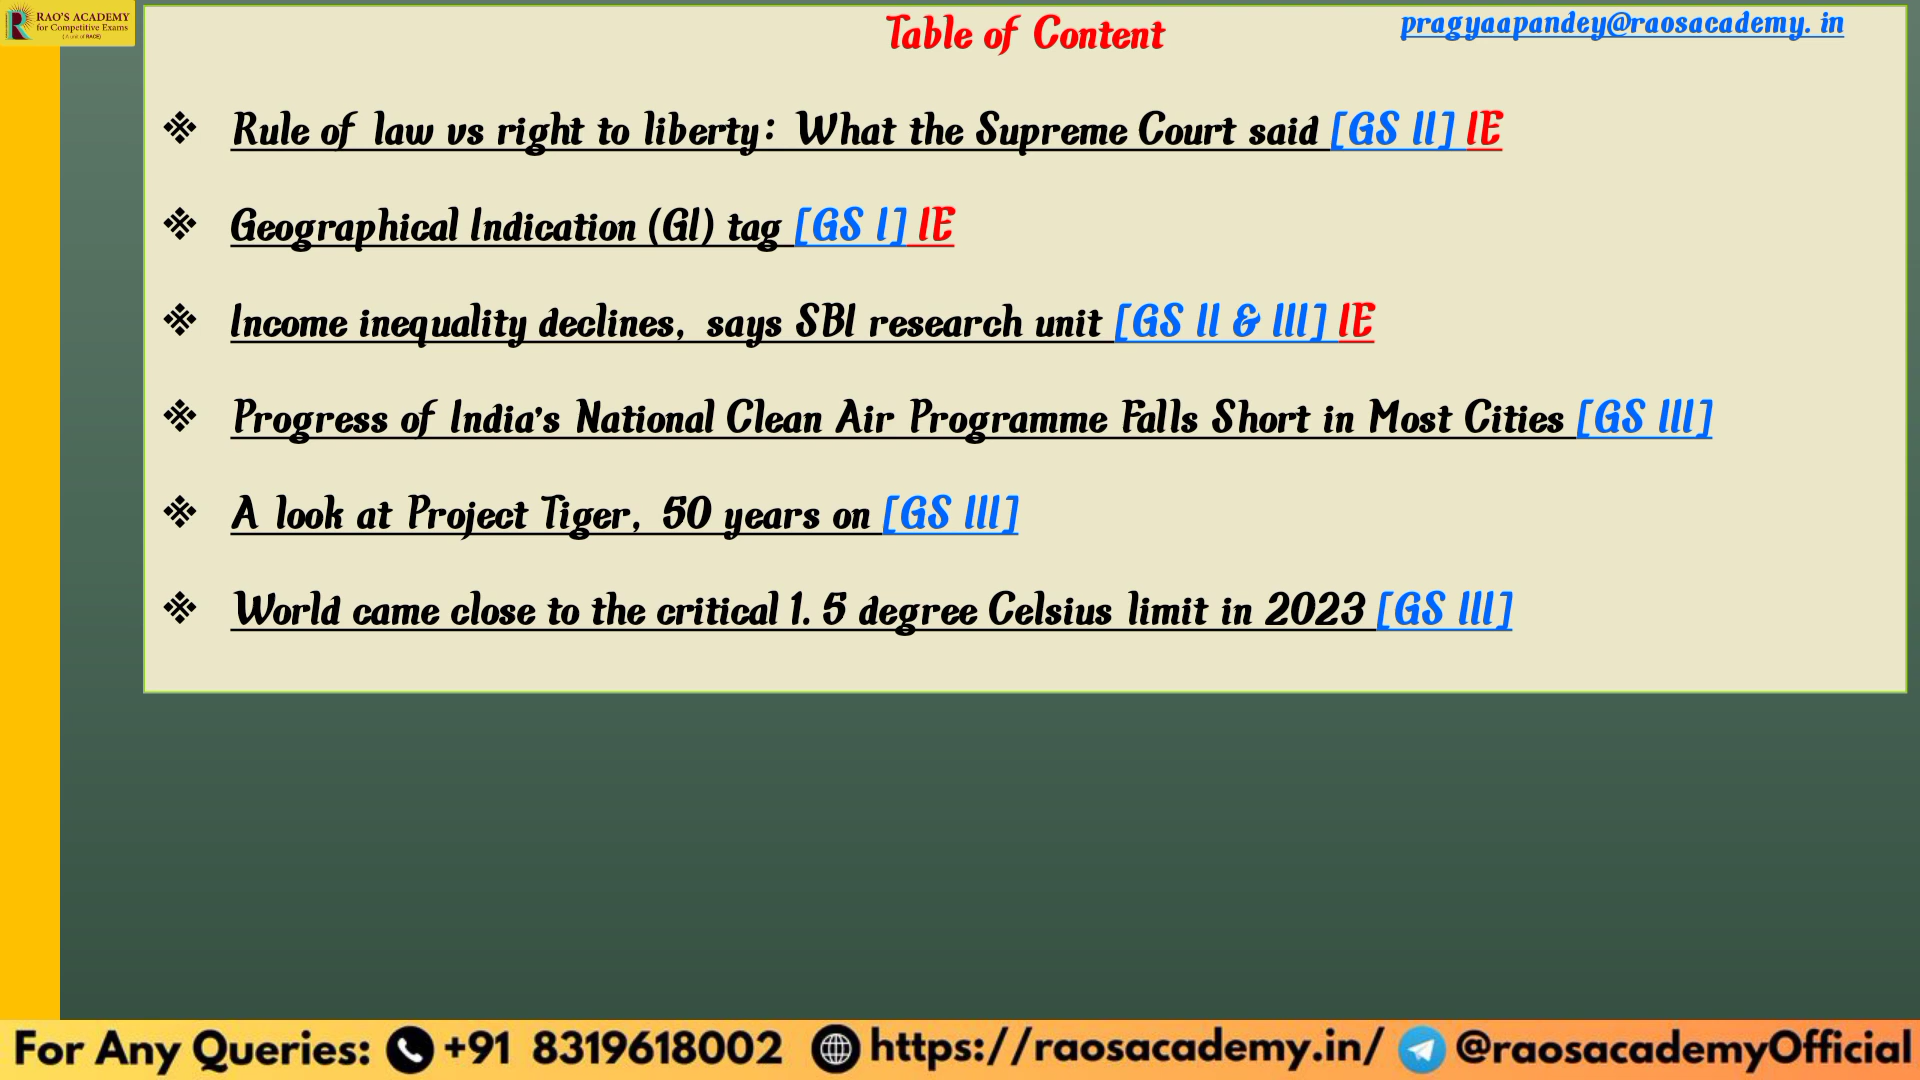 RAO'S ACADEMY
for Competitive Exams
(A unit of RACE)
Table of Content
pragyaapandey@raosacademy.in
❖ Rule of law vs right to liberty: What the Supreme Court said [GS II] IE
❖ Geographical Indication (GI) tag [GS I] IE
❖ Income inequality declines, says SBI research unit [GS II & III] IE
❖ Progress of India's National Clean Air Programme Falls Short in Most Cities [GS III]
❖ A look at Project Tiger, 50 years on [GS III]
❖ World came close to the critical 1.5 degree Celsius limit in 2023 [GS III]
For Any Queries: +91 8319618002 https://raosacademy.in/ @raosacademyOfficial